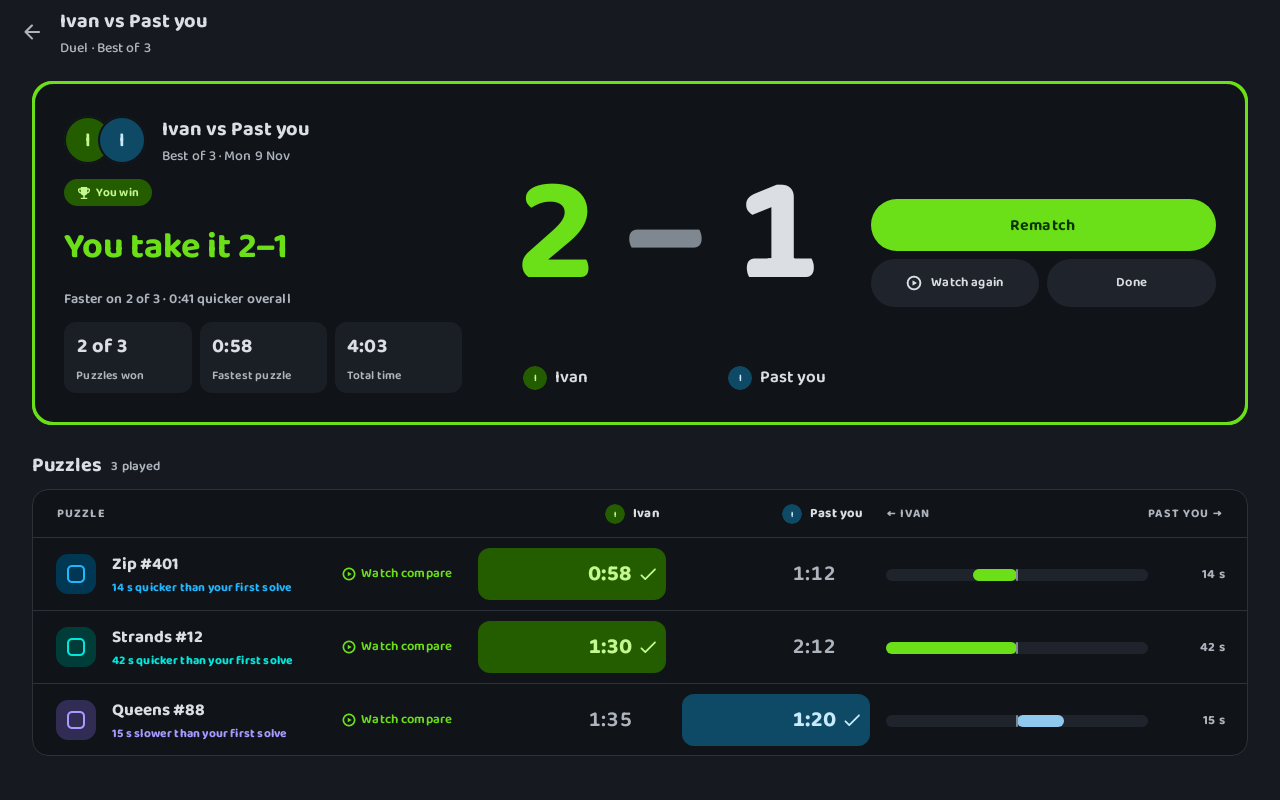 Ivan vs Past you
Duel · Best of 3
I I
Ivan vs Past you
Best of 3 · Mon 9 Nov
You win
You take it 2–1
Faster on 2 of 3 · 0:41 quicker overall
2 of 3
Puzzles won
0:58
Fastest puzzle
4:03
Total time
2 – 1
I Ivan
I Past you
Rematch
Watch again
Done
Puzzles 3 played
PUZZLE I Ivan I Past you ← IVAN PAST YOU →
Zip #401
14 s quicker than your first solve
Watch compare 0:58 1:12 14 s
Strands #12
42 s quicker than your first solve
Watch compare 1:30 2:12 42 s
Queens #88
15 s slower than your first solve
Watch compare 1:35 1:20 15 s